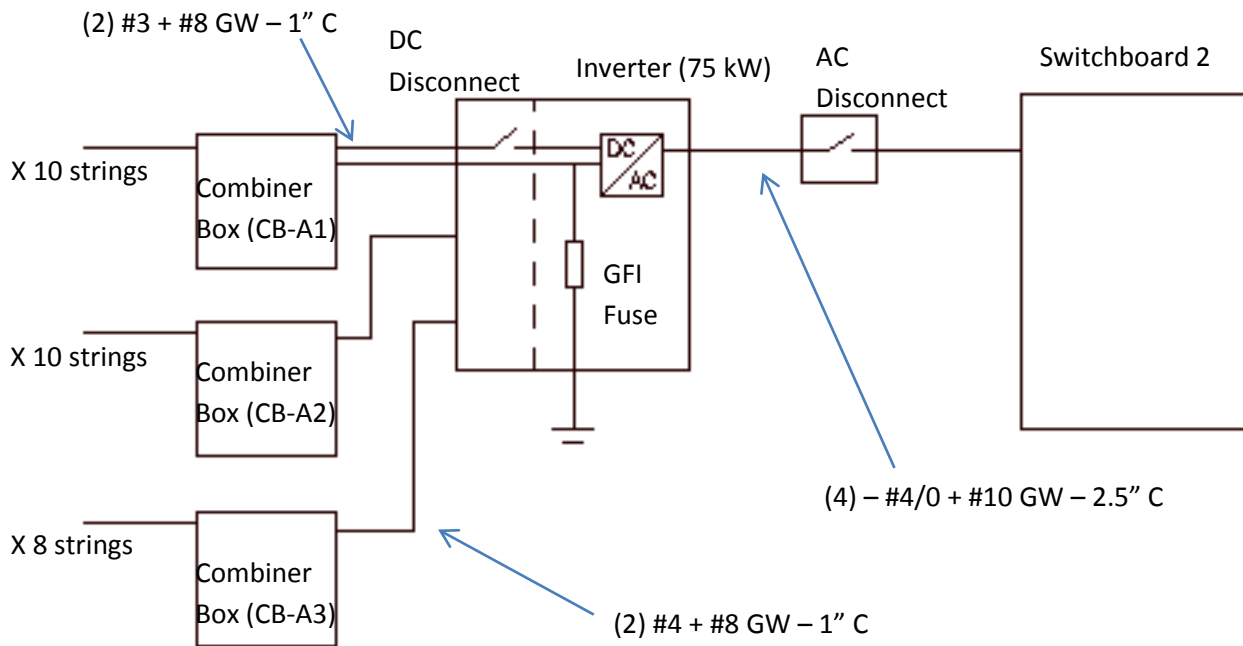 (2) #3 + #8 GW – 1” C
DC
Disconnect
Inverter (75 kW)
AC
Disconnect
Switchboard 2
X 10 strings
Combiner
Box (CB-A1)
DC
AC
GFI
Fuse
X 10 strings
Combiner
Box (CB-A2)
(4) – #4/0 + #10 GW – 2.5” C
X 8 strings
Combiner
Box (CB-A3)
(2) #4 + #8 GW – 1” C